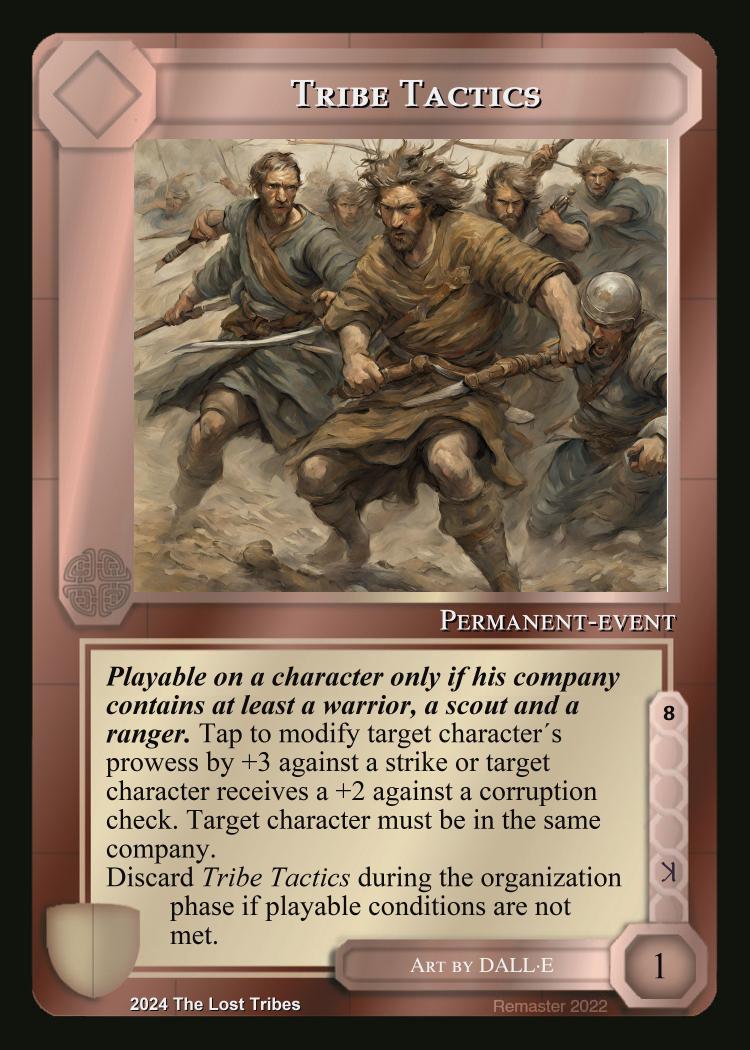 Tribe Tactics
Permanent-event
Playable on a character only if his company
contains at least a warrior, a scout and a
ranger. Tap to modify target character´s
prowess by +3 against a strike or target
character receives a +2 against a corruption
check. Target character must be in the same
company.
Discard Tribe Tactics during the organization
phase if playable conditions are not
met.
8
Art by DALL·E
1
2024 The Lost Tribes
Remaster 2022